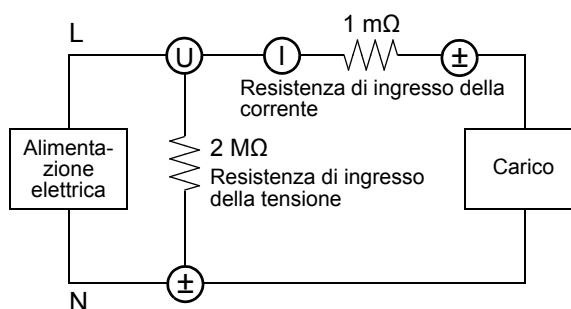 L
1 mΩ
U
I
±
Resistenza di ingresso della
corrente
Alimenta-
zione
elettrica
2 MΩ
Resistenza di ingresso
della tensione
Carico
±
N